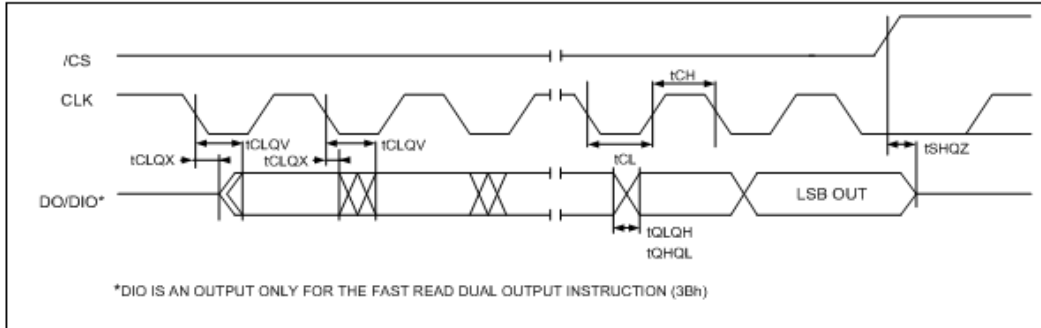 /CS
tCH
CLK
tCLQV
tCLQV
tCLQX
tCLQX
tSHQZ
tCL
DO/DIO*
LSB OUT
tQLQH
tQHQL
*DIO IS AN OUTPUT ONLY FOR THE FAST READ DUAL OUTPUT INSTRUCTION (3Bh)